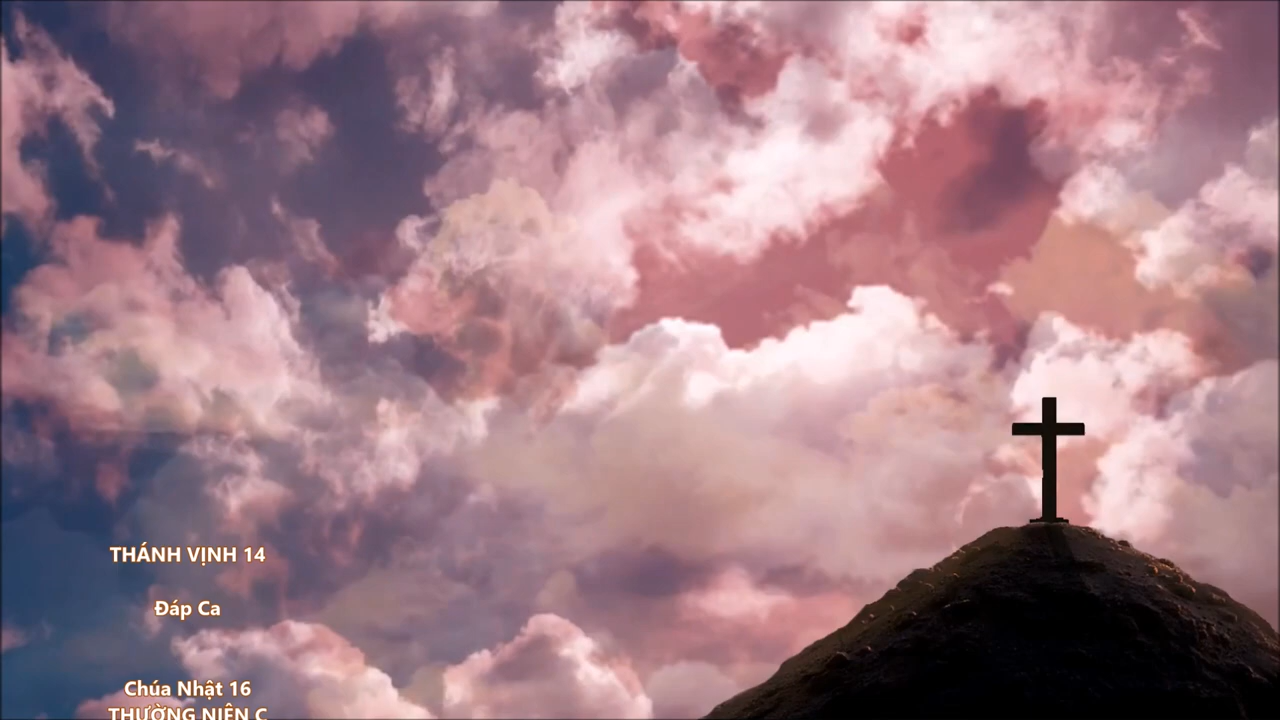 THÁNH VỊNH 14
Đáp Ca
Chúa Nhật 16
THƯỜNG NIÊN C